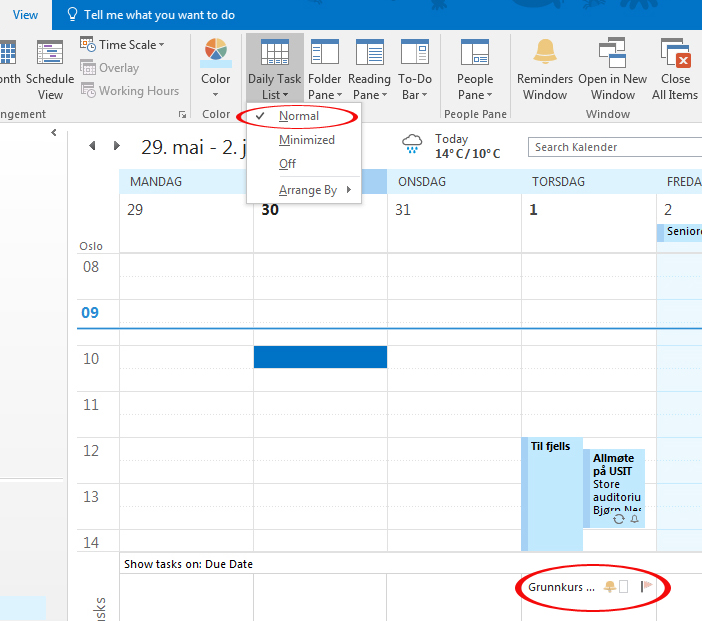 View
Tell me what you want to do
onth
Schedule View
Time Scale
Overlay
Working Hours
Color
Daily Task List
Folder Pane
Reading Pane
To-Do Bar
People Pane
Reminders Window
Open in New Window
Close All Items
ngement
Color
People Pane
Window
Normal
Minimized
Off
Arrange By
29. mai - 2. j
Today
14°C/10°C
Search Kalender
MANDAG
ONSDAG
TORSDAG
FREDA
29
30
31
1
2
Senior
Oslo
08
09
10
11
12
13
14
Til fjells
Allmøte
på USIT
Store
auditoriu
Bjørn Nes
Show tasks on: Due Date
Grunnkurs ...
sks